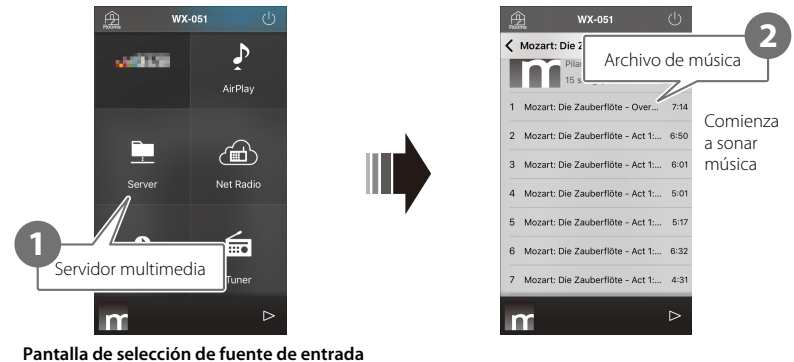 Rooms
WX-051
AirPlay
Server
Net Radio
1
Servidor multimedia
Tuner
m
Pantalla de selección de fuente de entrada
Rooms
WX-051
2
Mozart: Die Z
Archivo de música
m
1 Mozart: Die Zauberflöte - Over... 7:14
2 Mozart: Die Zauberflöte - Act 1:... 6:50
3 Mozart: Die Zauberflöte - Act 1:... 6:01
4 Mozart: Die Zauberflöte - Act 1:... 5:01
5 Mozart: Die Zauberflöte - Act 1:... 5:17
6 Mozart: Die Zauberflöte - Act 1:... 6:32
7 Mozart: Die Zauberflöte - Act 1:... 4:31
m
Comienza
a sonar
música